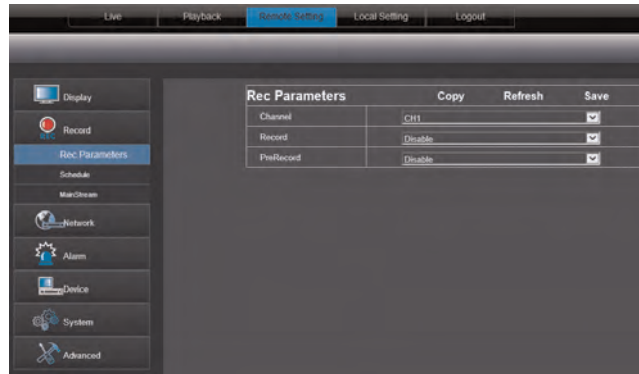 Live Playback Remote Setting Local Setting Logout
Display
Rec Parameters Copy Refresh Save
Channel CH1
Record
REC
Record Disable
Rec Parameters
PreRecord Disable
Schedule
MainStream
Network
Alarm
Device
System
Advanced